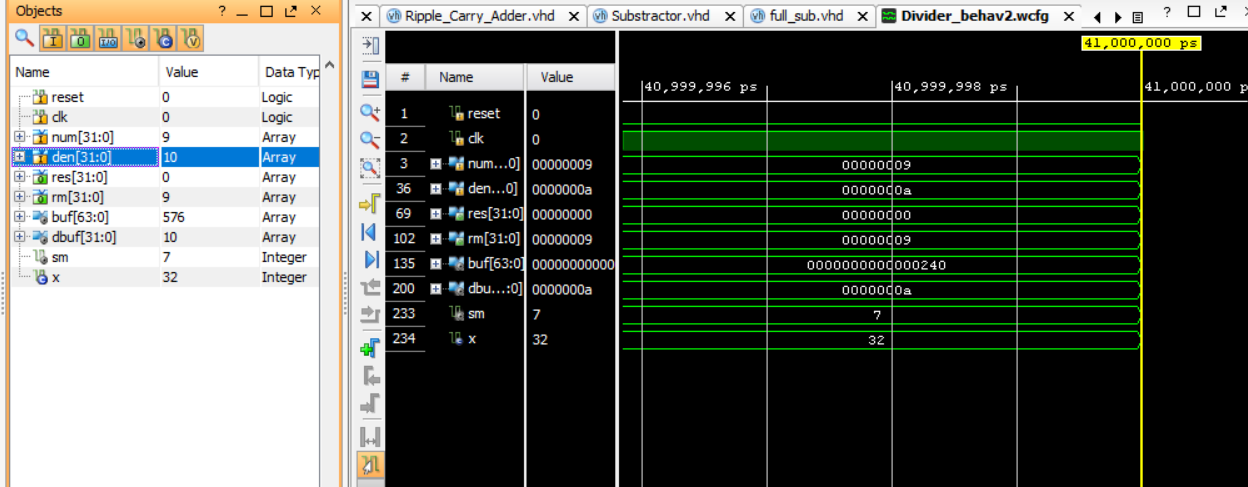 Objects
Name Value Data Typ
reset 0 Logic
clk 0 Logic
num[31:0] 9 Array
den[31:0] 10 Array
res[31:0] 0 Array
rm[31:0] 9 Array
buf[63:0] 576 Array
dbuf[31:0] 10 Array
sm 7 Integer
x 32 Integer
Ripple_Carry_Adder.vhd Substractor.vhd full_sub.vhd Divider_behav2.wcfg
41,000,000 ps
# Name Value
40,999,996 ps 40,999,998 ps 41,000,000 p
1 reset 0
2 clk 0
3 num...0] 00000009 00000009
36 den...0] 0000000a 0000000a
69 res[31:0] 00000000 00000000
102 rm[31:0] 00000009 00000009
135 buf[63:0] 00000000000 0000000000000240
200 dbu...:0] 0000000a 0000000a
233 sm 7 7
234 x 32 32